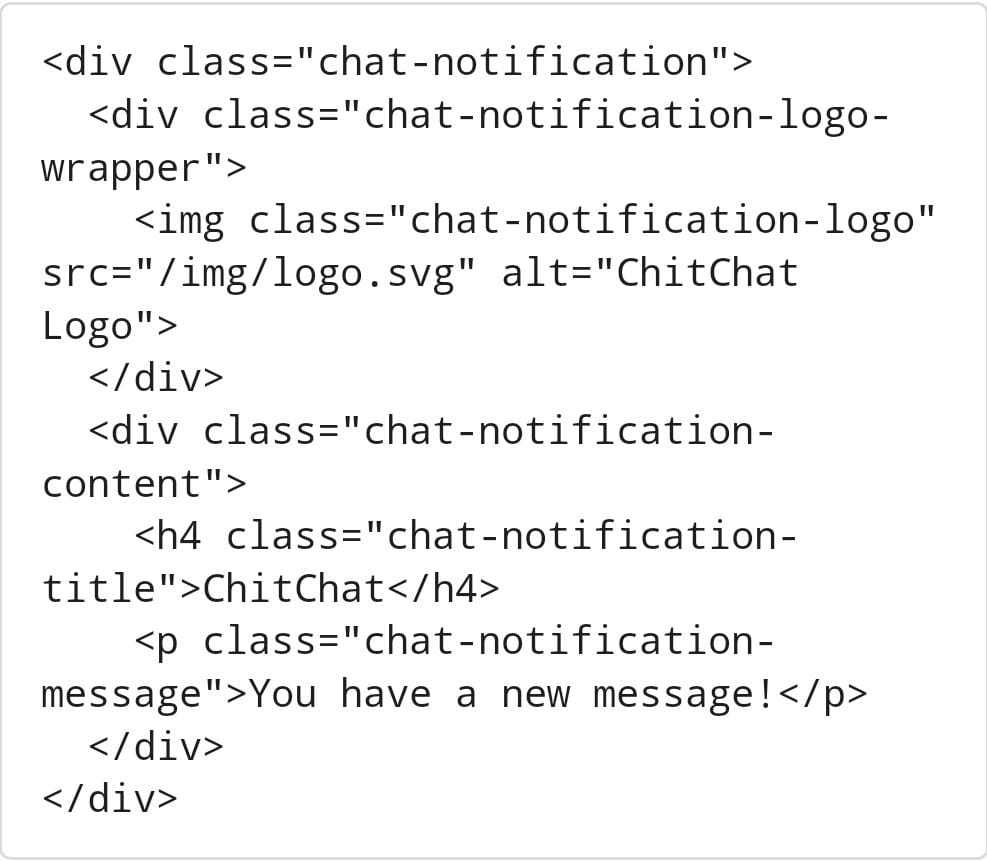 <div class="chat-notification">
  <div class="chat-notification-logo-
wrapper">
    <img class="chat-notification-logo"
src="/img/logo.svg" alt="ChitChat
Logo">
  </div>
  <div class="chat-notification-
content">
    <h4 class="chat-notification-
title">ChitChat</h4>
    <p class="chat-notification-
message">You have a new message!</p>
  </div>
</div>